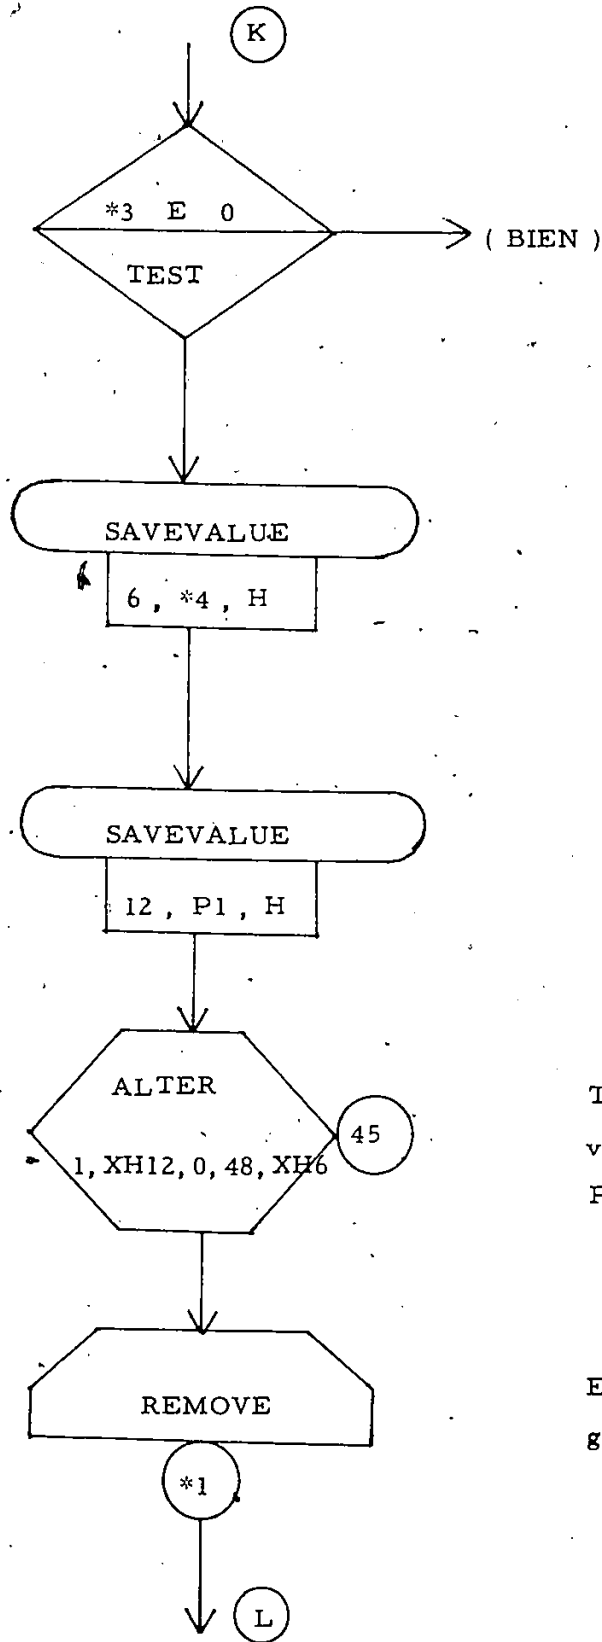 K
*3 E 0
( BIEN )
TEST
SAVEVALUE
6 , *4 , H
SAVEVALUE
12 , P1 , H
ALTER
45
1, XH12, 0, 48, XH6
REMOVE
*1
L